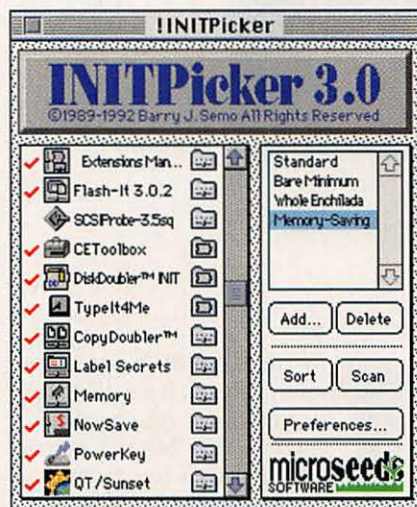 !INITPicker
INITPicker 3.0
©1989-1992 Barry J. Semo All Rights Reserved
Extensions Man...
Flash-It 3.0.2
SCSIProbe-3.5sq
CEToolbox
DiskDoubler™ INIT
TypeIt4Me
CopyDoubler™
Label Secrets
Memory
NowSave
PowerKey
QT/Sunset
Standard
Bare Minimum
Whole Enchilada
Memory-Saving
Add... Delete
Sort Scan
Preferences...
microseeds
SOFTWARE